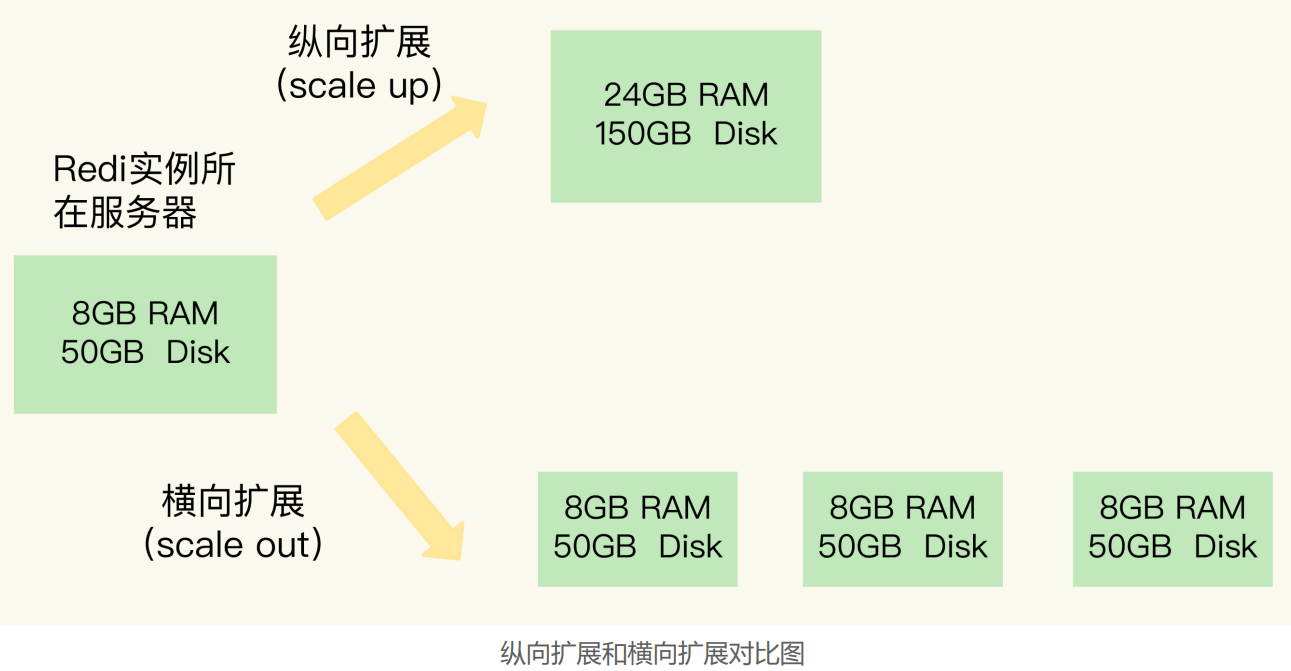 纵向扩展
(scale up)
24GB RAM
150GB Disk
Redi实例所
在服务器
8GB RAM
50GB Disk
横向扩展
(scale out)
8GB RAM
50GB Disk
8GB RAM
50GB Disk
8GB RAM
50GB Disk
纵向扩展和横向扩展对比图